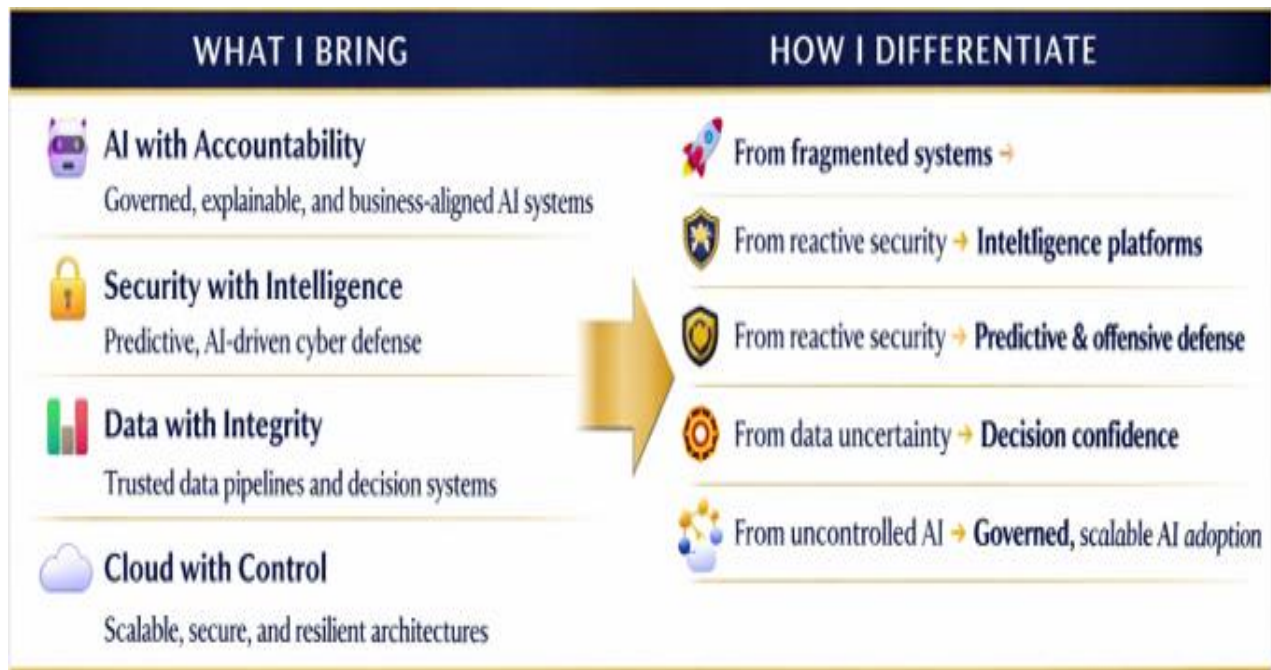 WHAT I BRING
AI with Accountability
Governed, explainable, and business-aligned AI systems
Security with Intelligence
Predictive, AI-driven cyber defense
Data with Integrity
Trusted data pipelines and decision systems
Cloud with Control
Scalable, secure, and resilient architectures
HOW I DIFFERENTIATE
From fragmented systems →
From reactive security → Inteltligence platforms
From reactive security → Predictive & offensive defense
From data uncertainty → Decision confidence
From uncontrolled AI → Governed, scalable AI adoption